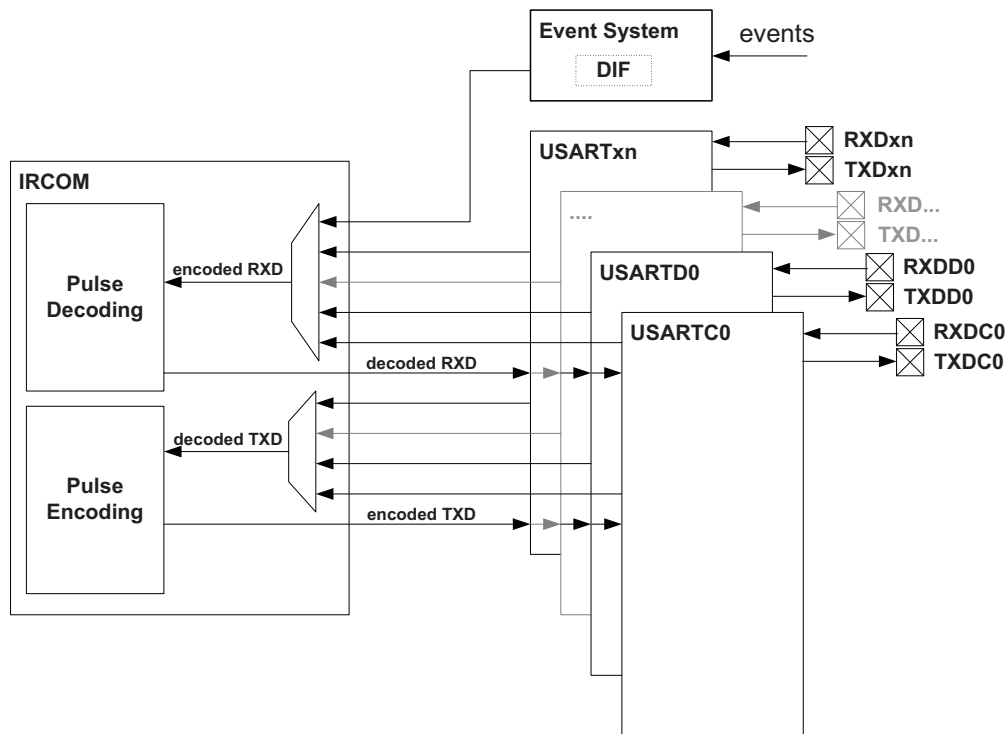 Event System
DIF
events
USARTxn
RXDxn
TXDxn
IRCOM
....
RXD...
TXD...
encoded RXD
Pulse
Decoding
USARTD0
RXDD0
TXDD0
USARTC0
RXDC0
TXDC0
decoded RXD
decoded TXD
Pulse
Encoding
encoded TXD